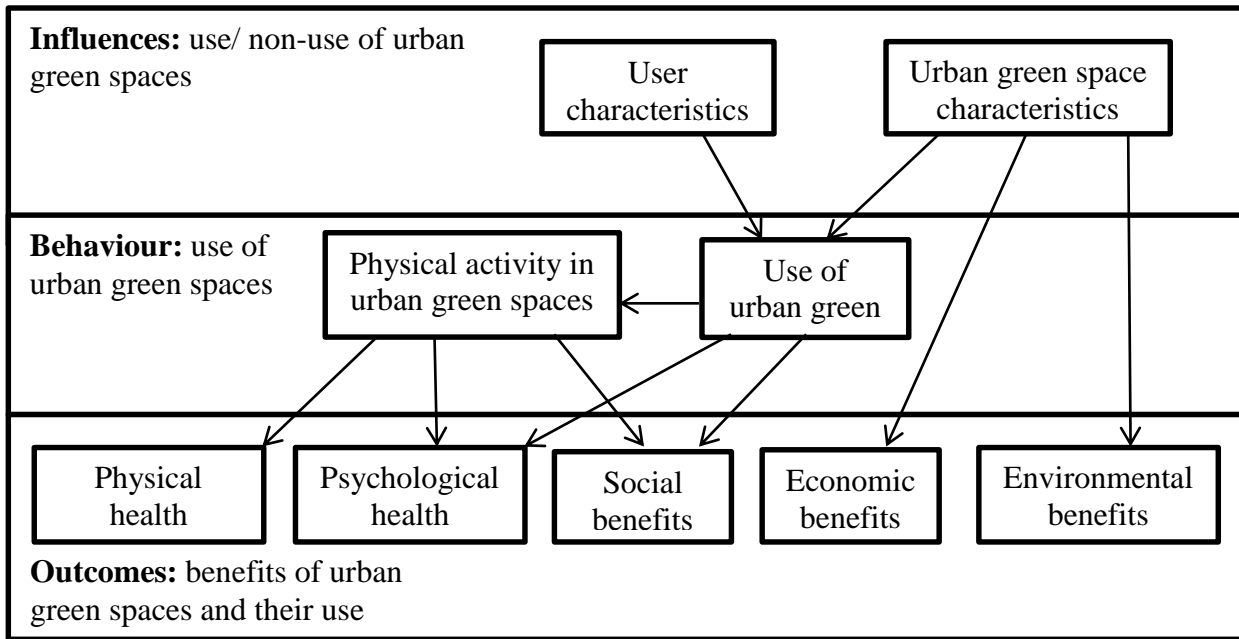 Influences: use/ non-use of urban
green spaces
User
characteristics
Urban green space
characteristics
Behaviour: use of
urban green spaces
Physical activity in
urban green spaces
Use of
urban green
Physical
health
Psychological
health
Social
benefits
Economic
benefits
Environmental
benefits
Outcomes: benefits of urban
green spaces and their use